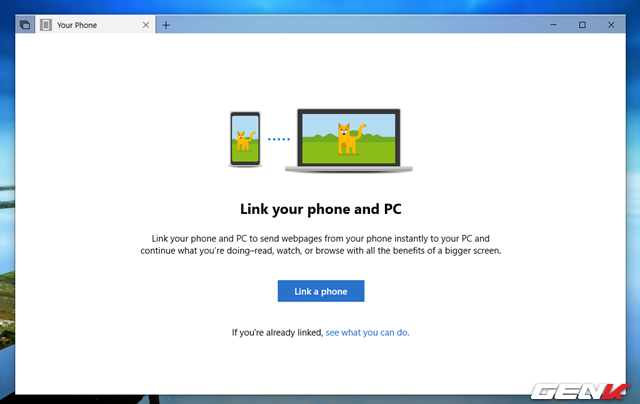 Your Phone
Link your phone and PC
Link your phone and PC to send webpages from your phone instantly to your PC and
continue what you're doing–read, watch, or browse with all the benefits of a bigger screen.
Link a phone
If you're already linked, see what you can do.
GENK